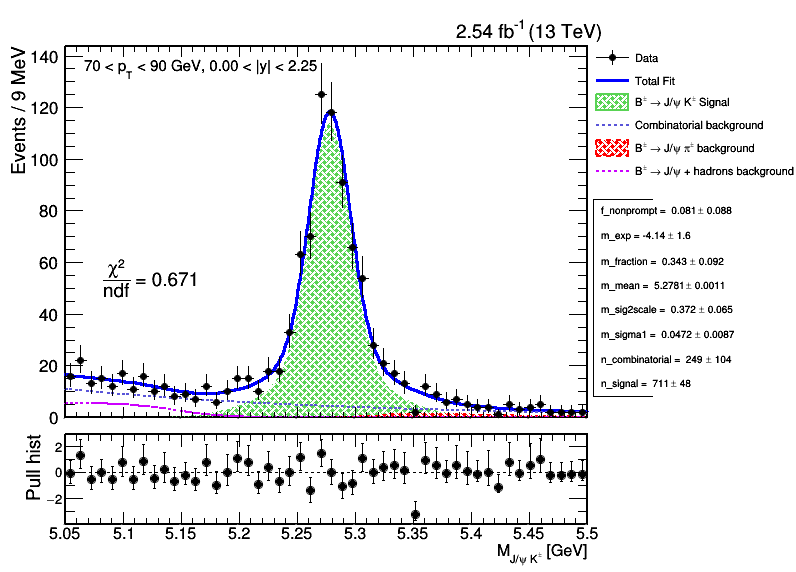 2.54 fb⁻¹ (13 TeV)
Events / 9 MeV
140
120
100
80
60
40
20
0
70 < p_T < 90 GeV, 0.00 < |y| < 2.25
χ²/ndf = 0.671
Data
Total Fit
B± → J/ψ K± Signal
Combinatorial background
B± → J/ψ π± background
B± → J/ψ + hadrons background
f_nonprompt = 0.081 ± 0.088
m_exp = -4.14 ± 1.6
m_fraction = 0.343 ± 0.092
m_mean = 5.2781 ± 0.0011
m_sig2scale = 0.372 ± 0.065
m_sigma1 = 0.0472 ± 0.0087
n_combinatorial = 249 ± 104
n_signal = 711 ± 48
Pull hist
2
0
−2
5.05 5.1 5.15 5.2 5.25 5.3 5.35 5.4 5.45 5.5
M_J/ψ K± [GeV]